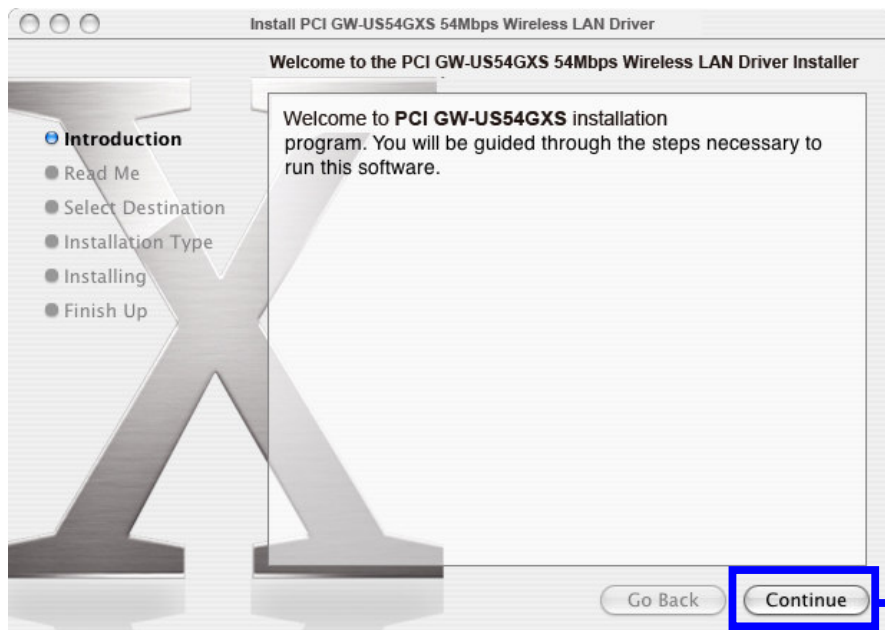 Install PCI GW-US54GXS 54Mbps Wireless LAN Driver
Welcome to the PCI GW-US54GXS 54Mbps Wireless LAN Driver Installer
Introduction
Read Me
Select Destination
Installation Type
Installing
Finish Up
Welcome to PCI GW-US54GXS installation
program. You will be guided through the steps necessary to
run this software.
Go Back
Continue